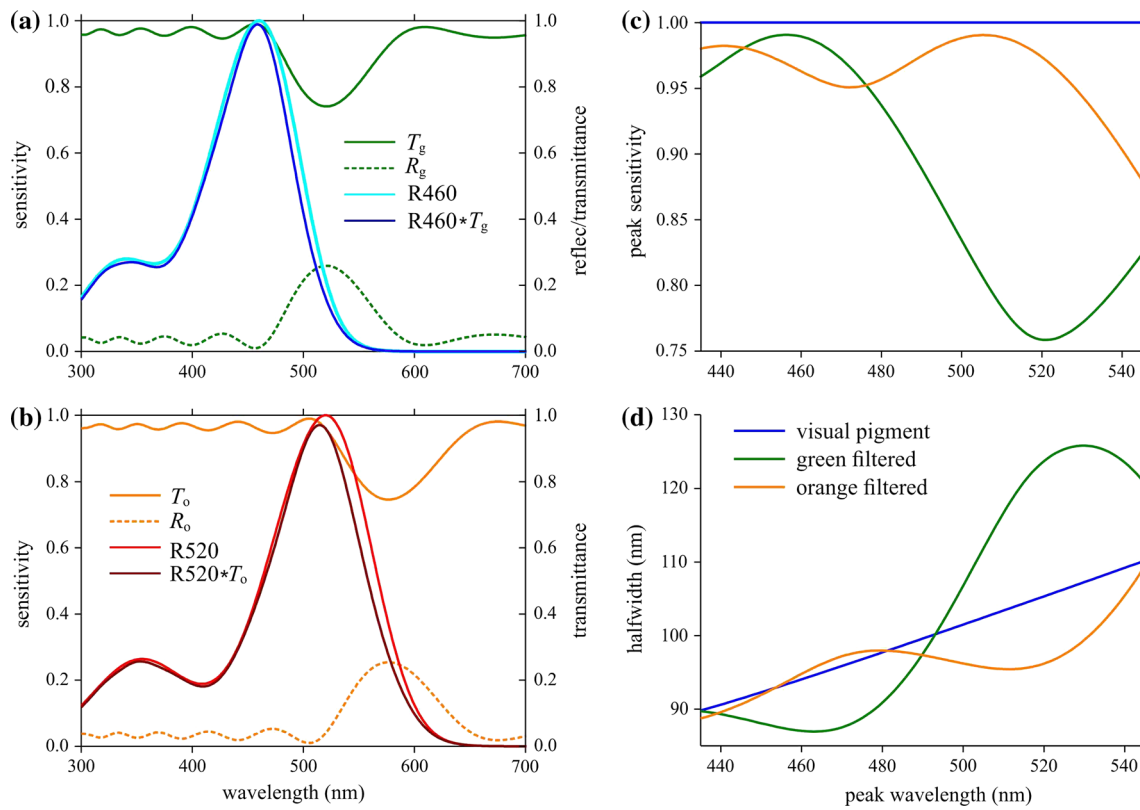 (a)
1.0
0.8
0.6
0.4
0.2
0.0
sensitivity
1.0
0.8
0.6
0.4
0.2
0.0
reflec/transmittance
300 400 500 600 700
Tg
Rg
R460
R460*Tg
(b)
1.0
0.8
0.6
0.4
0.2
0.0
sensitivity
1.0
0.8
0.6
0.4
0.2
0.0
transmittance
To
Ro
R520
R520*To
300 400 500 600 700
wavelength (nm)
(c)
1.00
0.95
0.90
0.85
0.80
0.75
peak sensitivity
440 460 480 500 520 540
(d)
130
120
110
100
90
halfwidth (nm)
visual pigment
green filtered
orange filtered
440 460 480 500 520 540
peak wavelength (nm)